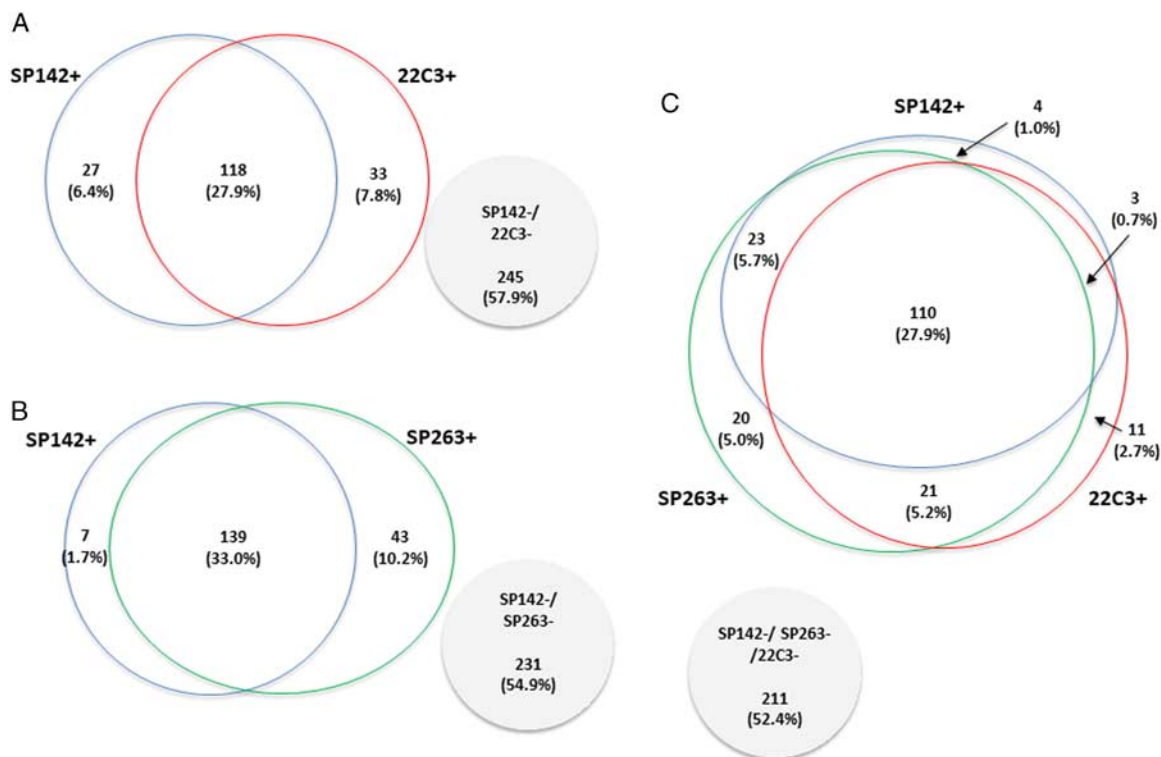 A
SP142+
22C3+
27
(6.4%)
118
(27.9%)
33
(7.8%)
SP142-/
22C3-
245
(57.9%)
B
SP142+
SP263+
7
(1.7%)
139
(33.0%)
43
(10.2%)
SP142-/
SP263-
231
(54.9%)
C
SP142+
4
(1.0%)
3
(0.7%)
23
(5.7%)
110
(27.9%)
20
(5.0%)
11
(2.7%)
21
(5.2%)
SP263+
22C3+
SP142-/ SP263-
/22C3-
211
(52.4%)